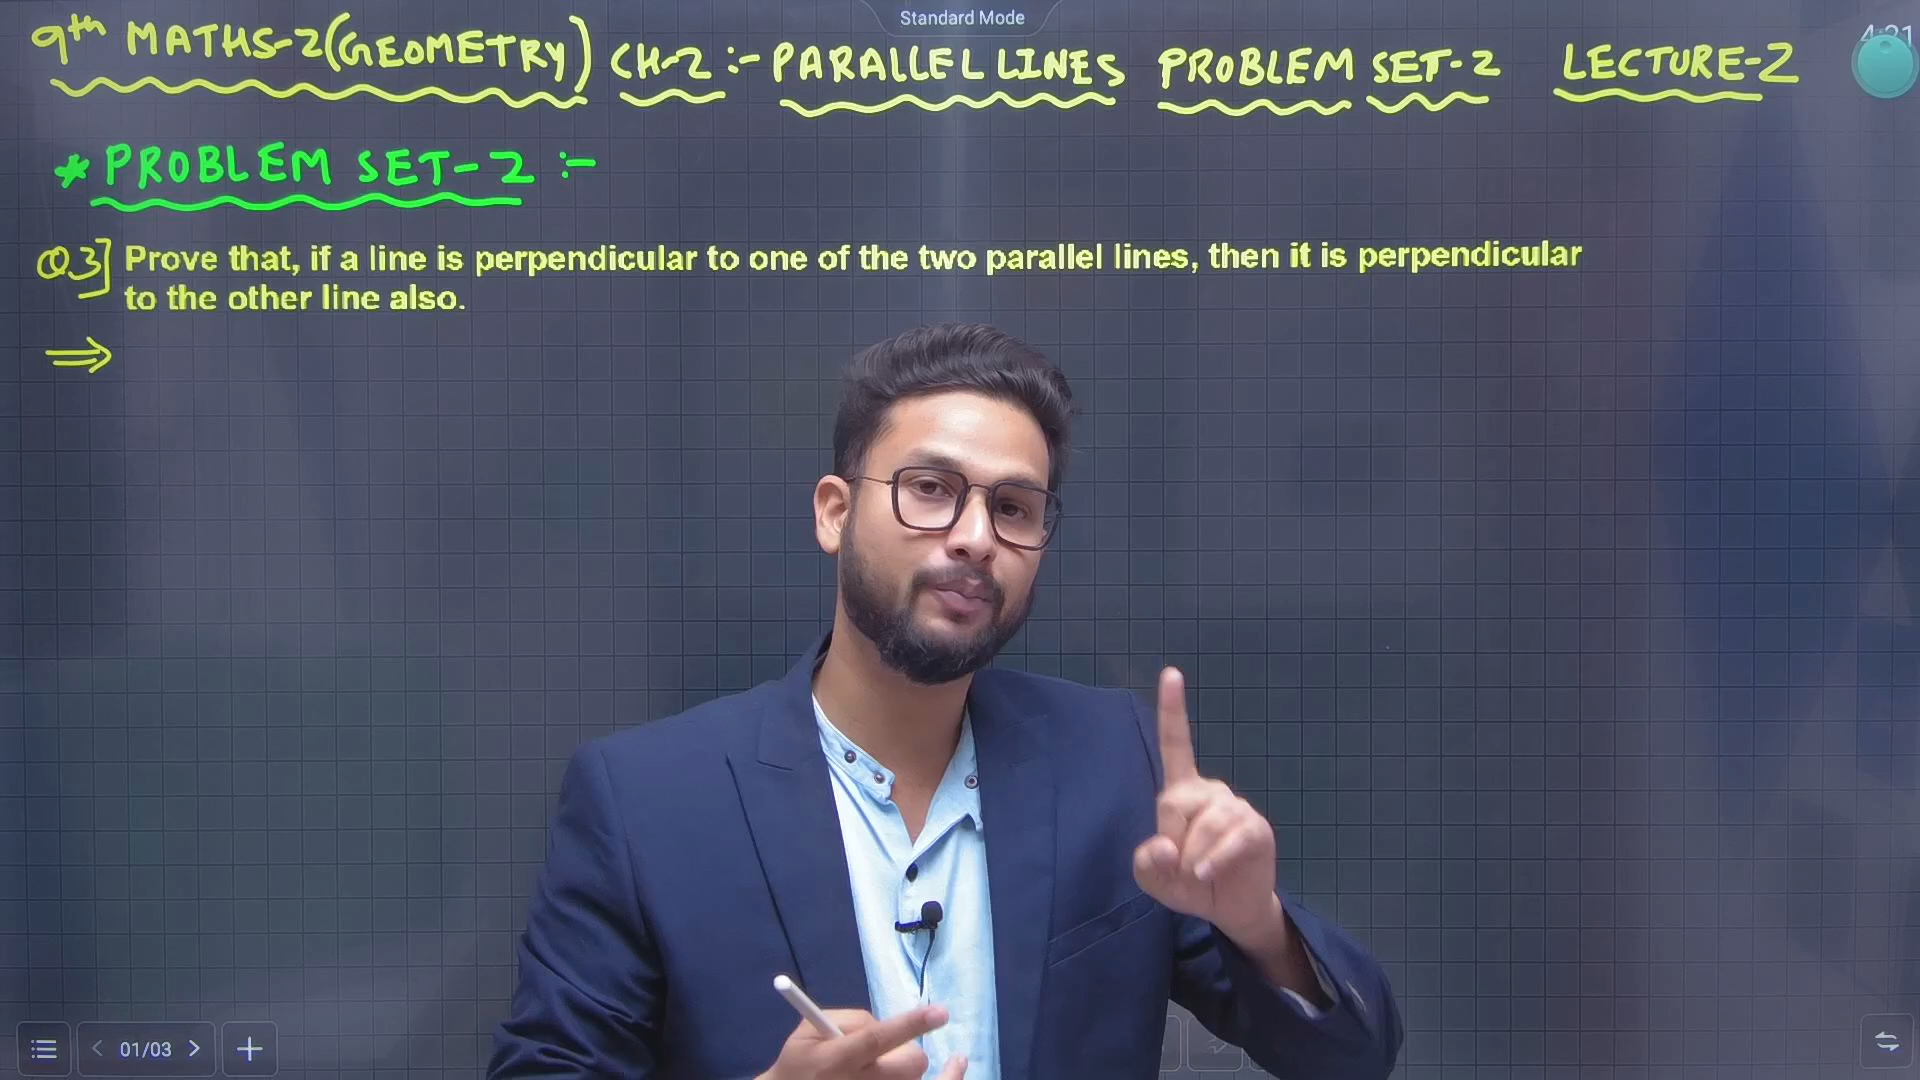 Standard Mode
9th MATHS-2(GEOMETRY) CH-2 :- PARALLEL LINES PROBLEM SET-2 LECTURE-2
* PROBLEM SET-2 :-
Q.3] Prove that, if a line is perpendicular to one of the two parallel lines, then it is perpendicular
to the other line also.
⇒
01/03